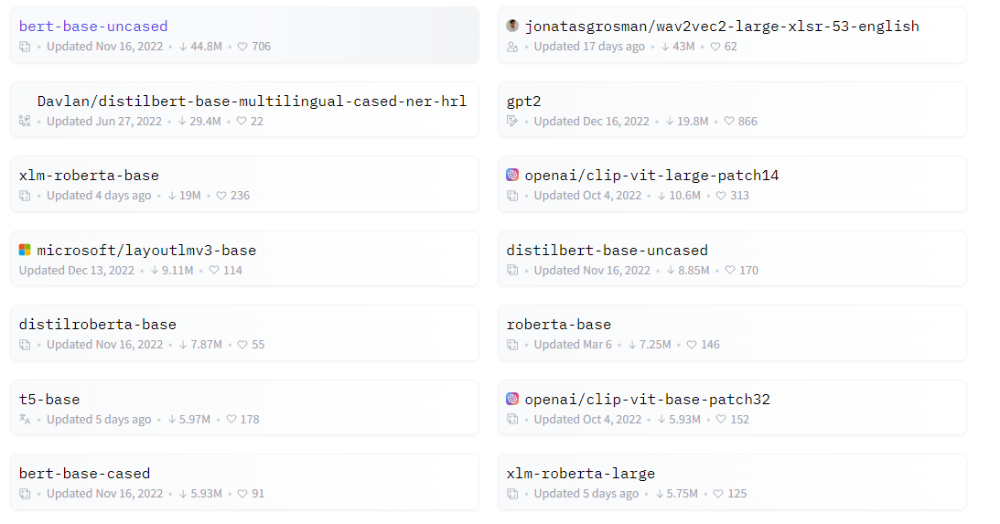 bert-base-uncased
Updated Nov 16, 2022 • ↓ 44.8M • ♡ 706
jonatasgrosman/wav2vec2-large-xlsr-53-english
Updated 17 days ago • ↓ 43M • ♡ 62
Davlan/distilbert-base-multilingual-cased-ner-hrl
Updated Jun 27, 2022 • ↓ 29.4M • ♡ 22
gpt2
Updated Dec 16, 2022 • ↓ 19.8M • ♡ 866
xlm-roberta-base
Updated 4 days ago • ↓ 19M • ♡ 236
openai/clip-vit-large-patch14
Updated Oct 4, 2022 • ↓ 10.6M • ♡ 313
microsoft/layoutlmv3-base
Updated Dec 13, 2022 • ↓ 9.11M • ♡ 114
distilbert-base-uncased
Updated Nov 16, 2022 • ↓ 8.85M • ♡ 170
distilroberta-base
Updated Nov 16, 2022 • ↓ 7.87M • ♡ 55
roberta-base
Updated Mar 6 • ↓ 7.25M • ♡ 146
t5-base
Updated 5 days ago • ↓ 5.97M • ♡ 178
openai/clip-vit-base-patch32
Updated Oct 4, 2022 • ↓ 5.93M • ♡ 152
bert-base-cased
Updated Nov 16, 2022 • ↓ 5.93M • ♡ 91
xlm-roberta-large
Updated 5 days ago • ↓ 5.75M • ♡ 125